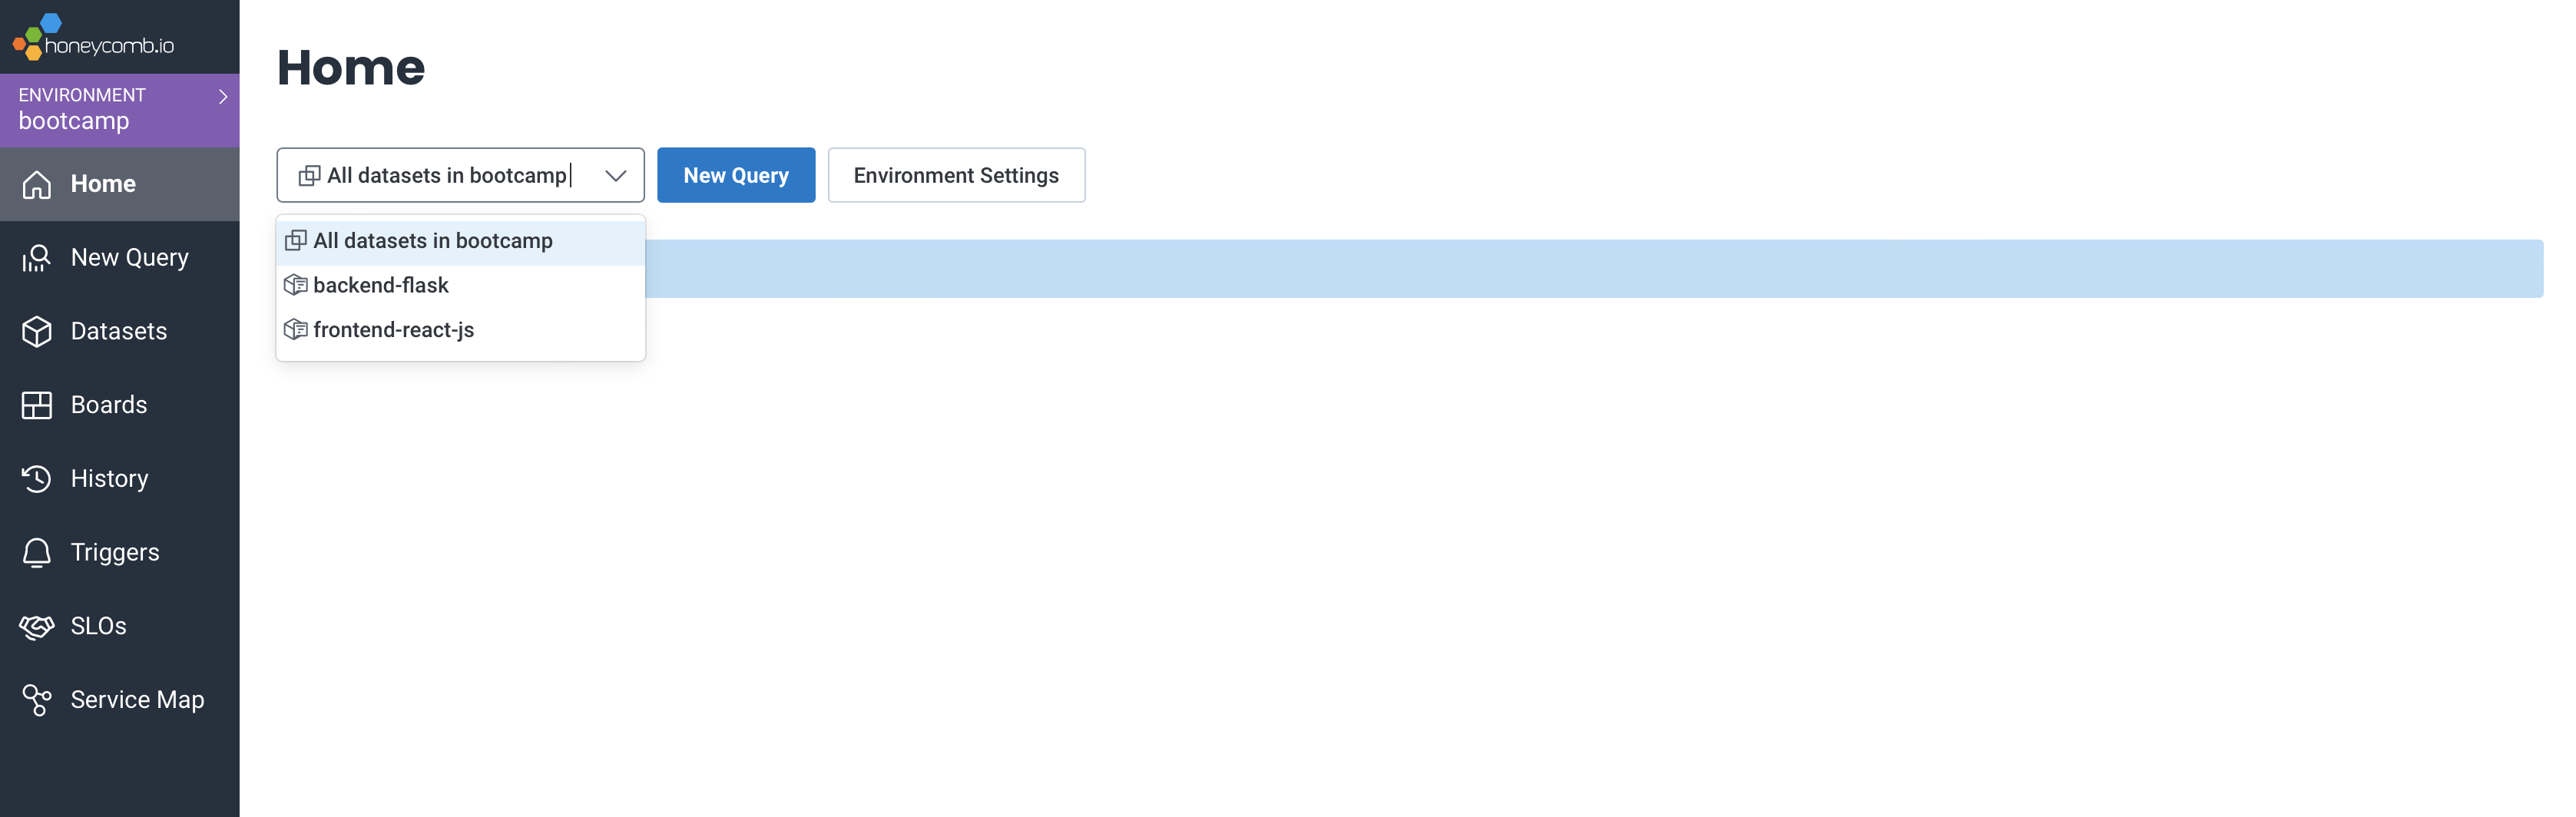 honeycomb.io
ENVIRONMENT
bootcamp
Home
New Query
Datasets
Boards
History
Triggers
SLOs
Service Map
Home
All datasets in bootcamp
New Query
Environment Settings
All datasets in bootcamp
backend-flask
frontend-react-js